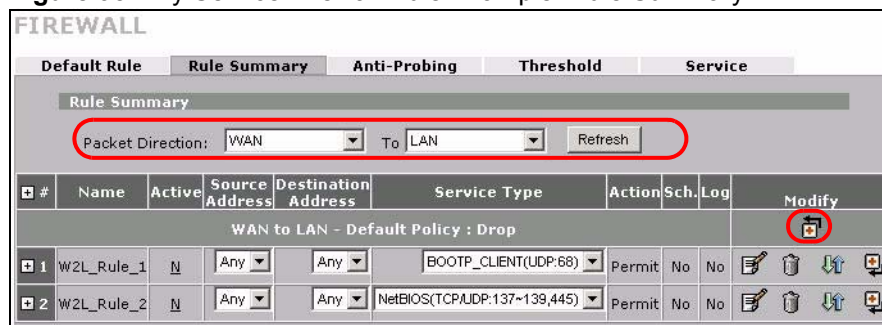 FIREWALL
Default Rule Rule Summary Anti-Probing Threshold Service
Rule Summary
Packet Direction: WAN To LAN Refresh
# Name Active Source Address Destination Address Service Type Action Sch. Log Modify
WAN to LAN - Default Policy : Drop
1 W2L_Rule_1 N Any Any BOOTP_CLIENT(UDP:68) Permit No No
2 W2L_Rule_2 N Any Any NetBIOS(TCP/UDP:137~139,445) Permit No No